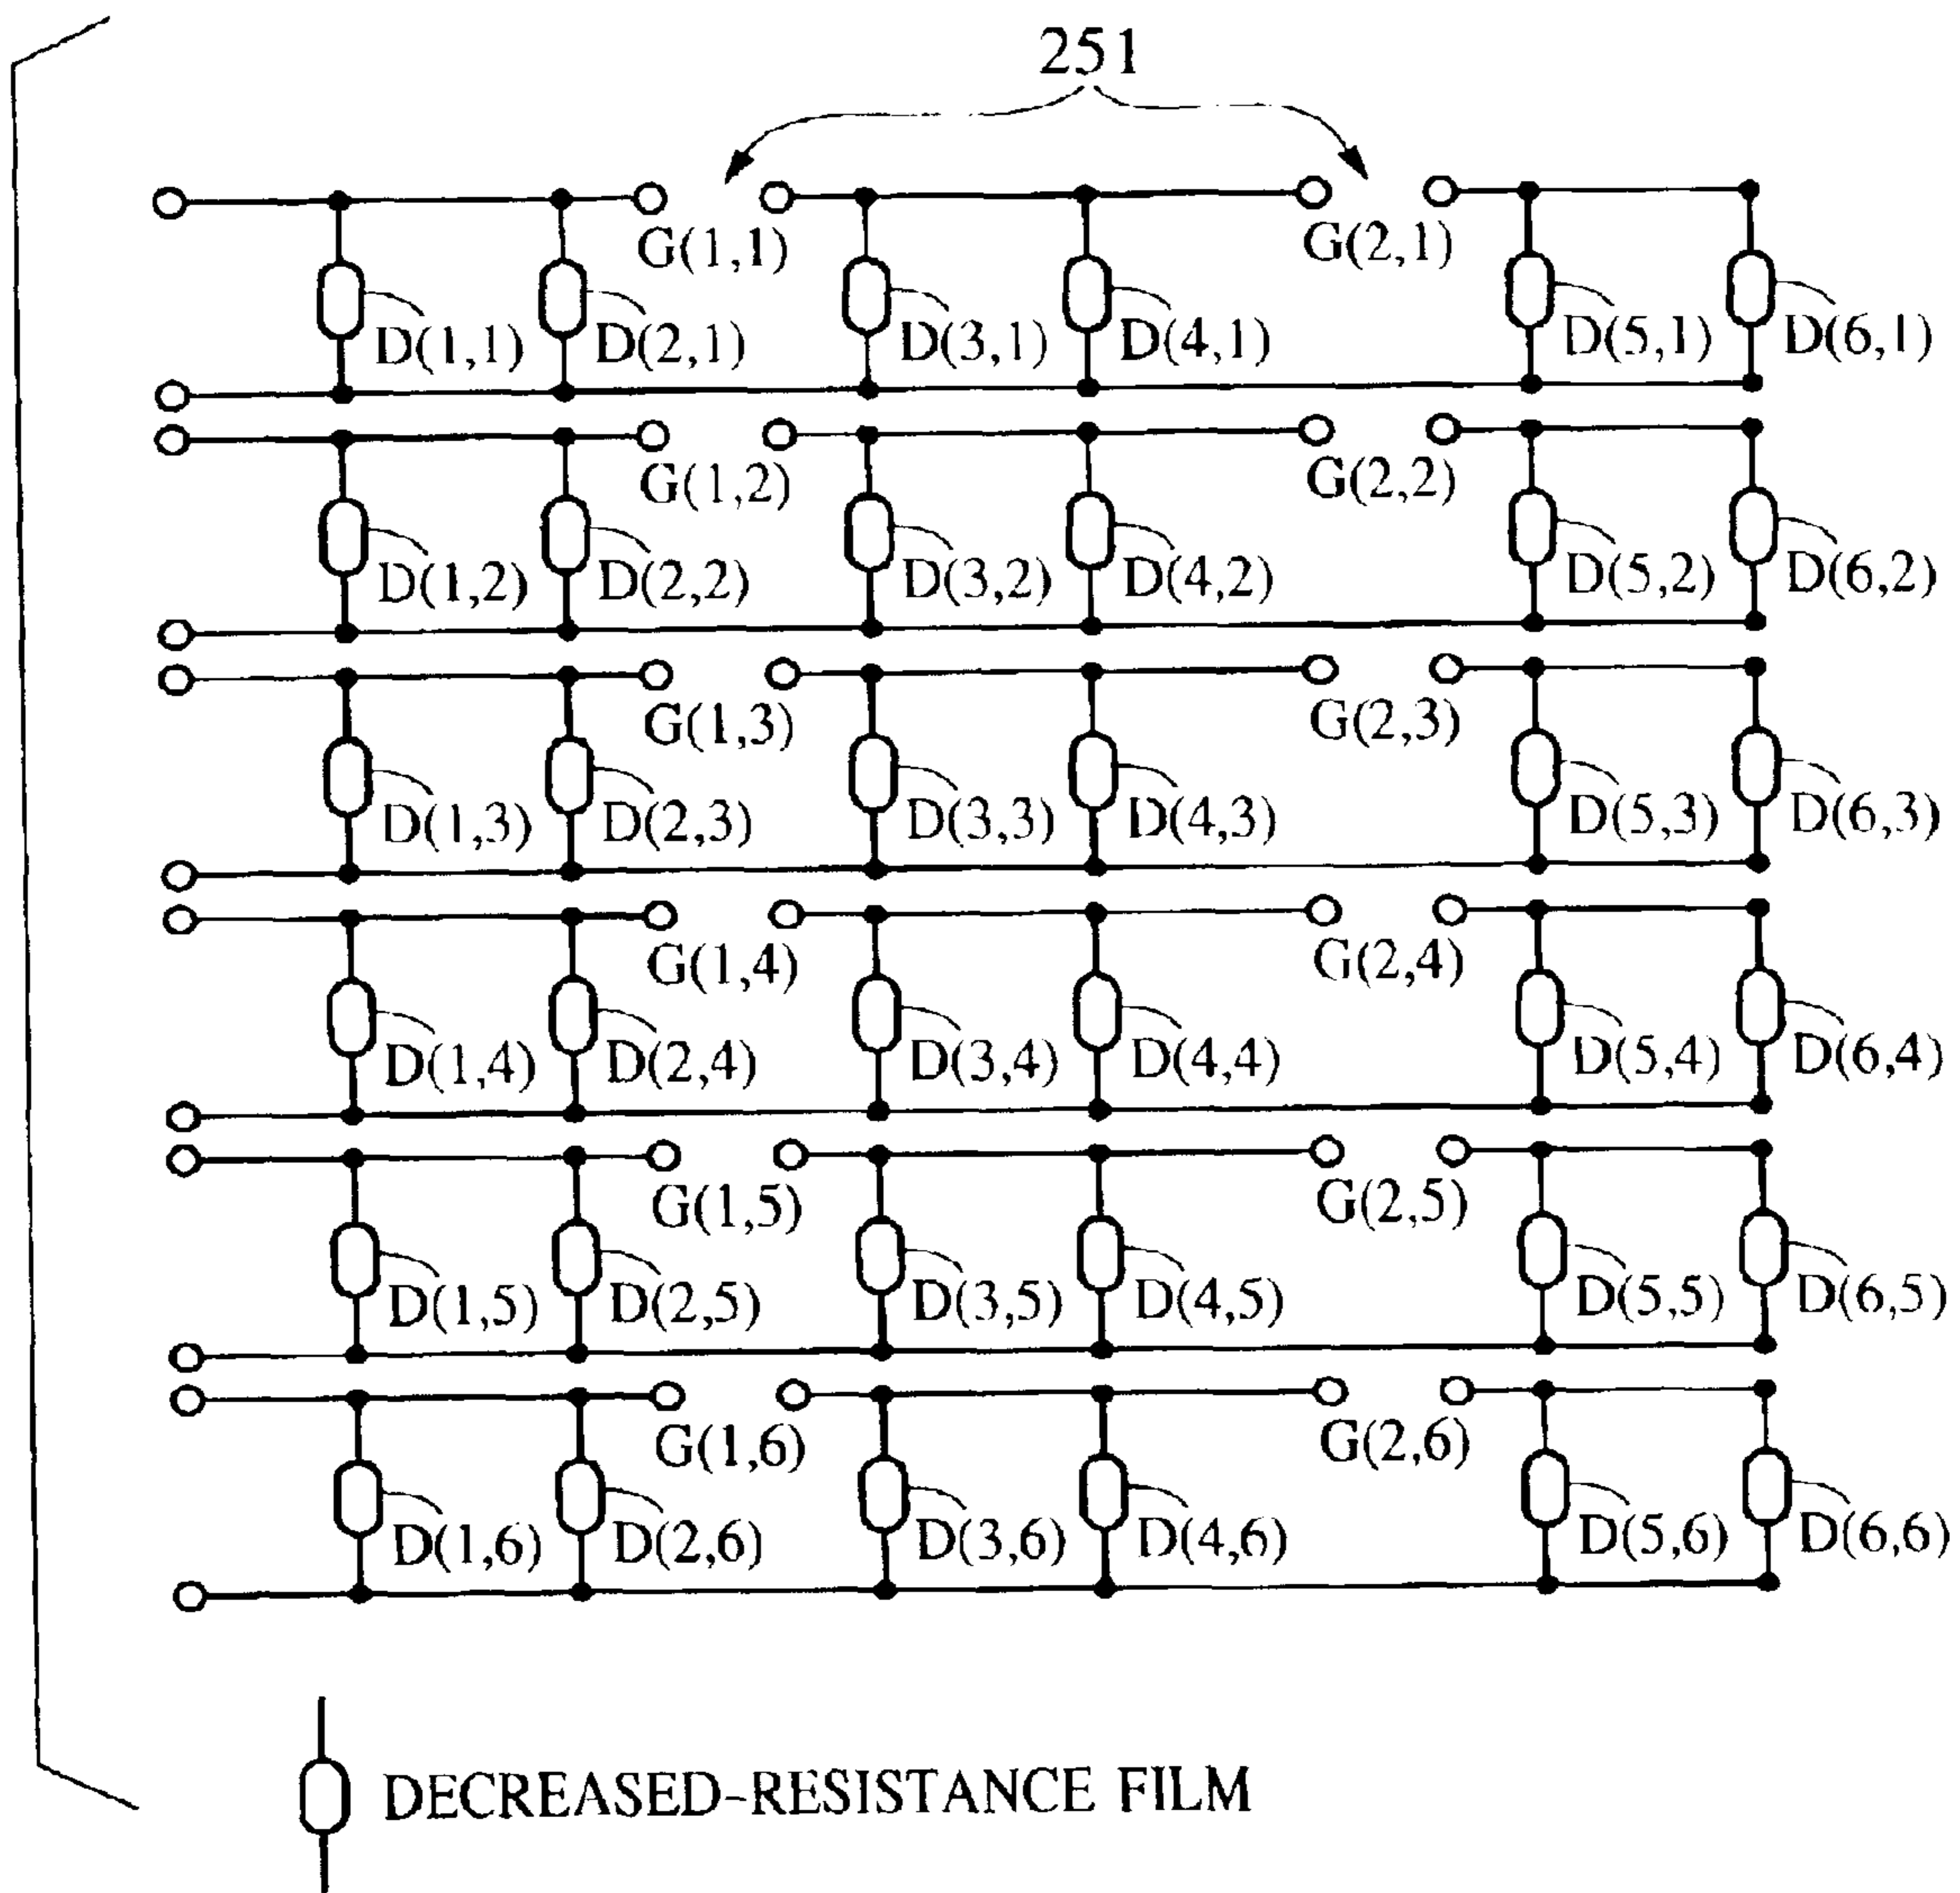 251
G(1,1) G(2,1)
D(1,1) D(2,1) D(3,1) D(4,1) D(5,1) D(6,1)
G(1,2) G(2,2)
D(1,2) D(2,2) D(3,2) D(4,2) D(5,2) D(6,2)
G(1,3) G(2,3)
D(1,3) D(2,3) D(3,3) D(4,3) D(5,3) D(6,3)
G(1,4) G(2,4)
D(1,4) D(2,4) D(3,4) D(4,4) D(5,4) D(6,4)
G(1,5) G(2,5)
D(1,5) D(2,5) D(3,5) D(4,5) D(5,5) D(6,5)
G(1,6) G(2,6)
D(1,6) D(2,6) D(3,6) D(4,6) D(5,6) D(6,6)
DECREASED-RESISTANCE FILM